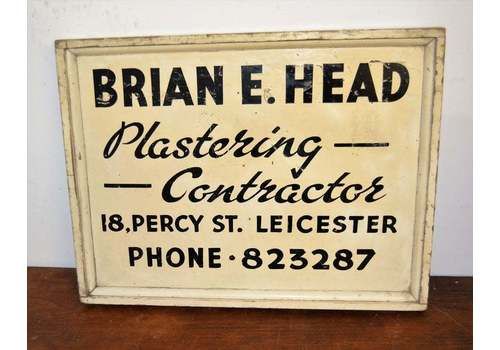 BRIAN E. HEAD
Plastering —
— Contractor
18, PERCY ST. LEICESTER
PHONE · 823287